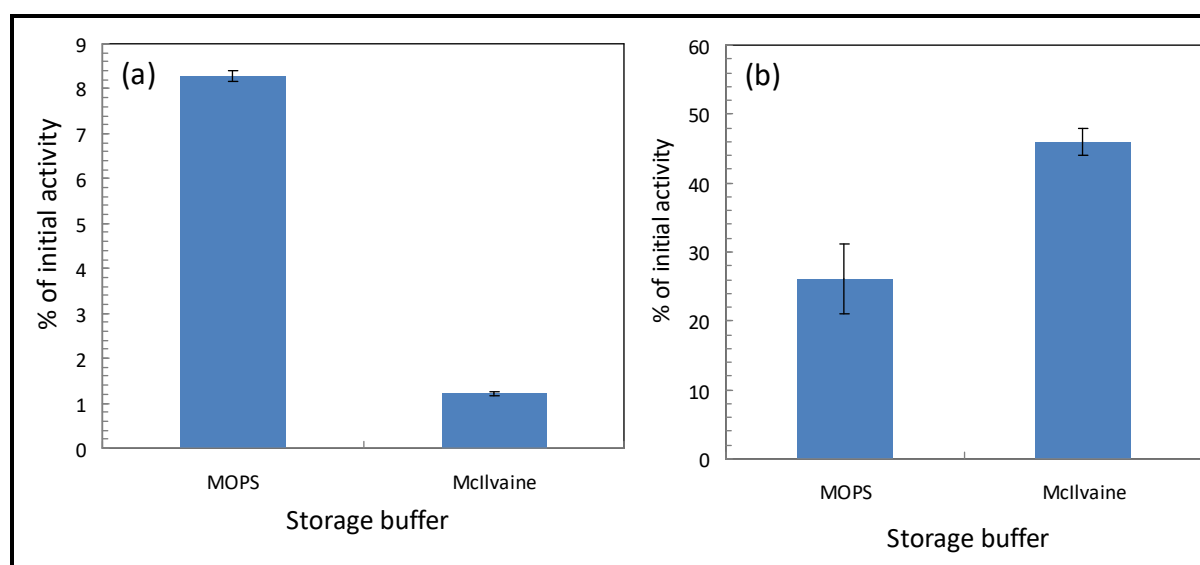 (a)
% of initial activity
9
8
7
6
5
4
3
2
1
0
MOPS McIlvaine
Storage buffer
(b)
% of initial activity
60
50
40
30
20
10
0
MOPS McIlvaine
Storage buffer